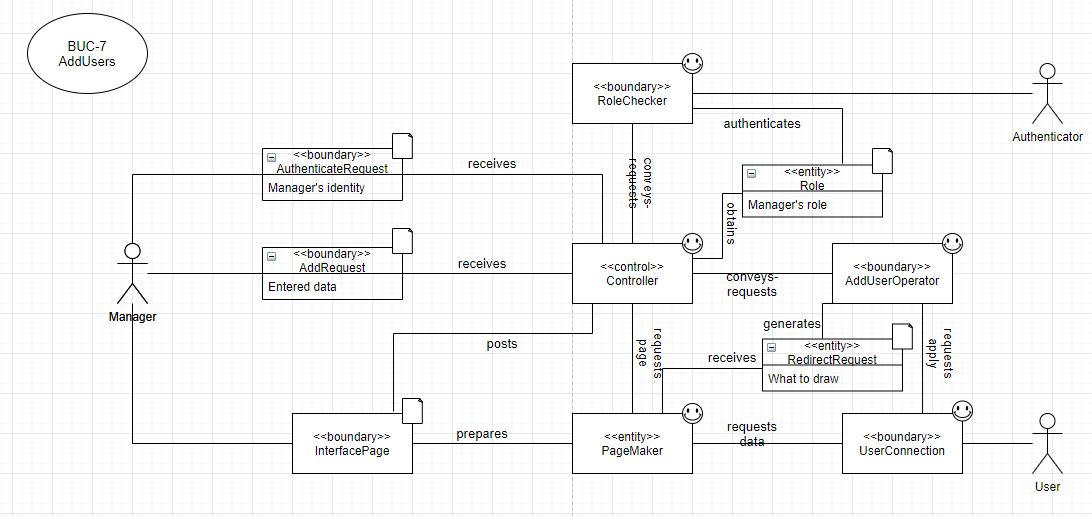 BUC-7
AddUsers
<<boundary>>
RoleChecker
authenticates
Authenticator
<<boundary>>
AuthenticateRequest
Manager's identity
receives
conveys-
requests
<<entity>>
Role
Manager's role
obtains
<<boundary>>
AddRequest
Entered data
receives
<<control>>
Controller
conveys-
requests
<<boundary>>
AddUserOperator
Manager
posts
requests
page
generates
receives
<<entity>>
RedirectRequest
What to draw
requests
apply
<<boundary>>
InterfacePage
prepares
<<entity>>
PageMaker
requests
data
<<boundary>>
UserConnection
User